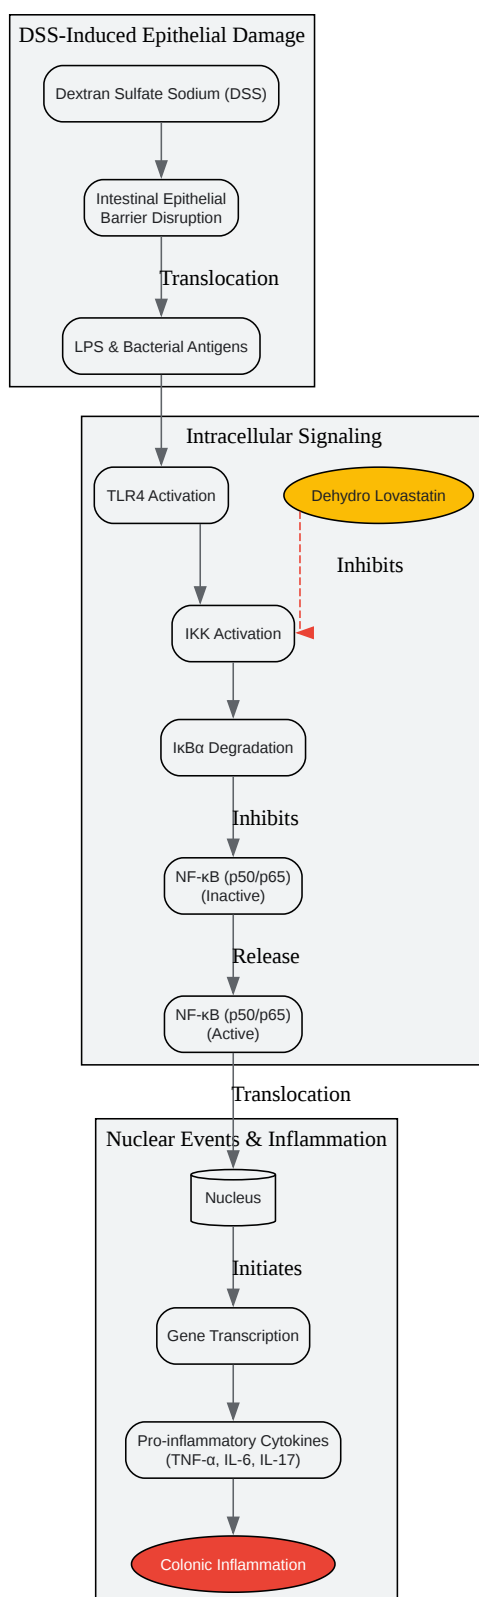 DSS-Induced Epithelial Damage
Dextran Sulfate Sodium (DSS)
Intestinal Epithelial
Barrier Disruption
Translocation
LPS & Bacterial Antigens
Intracellular Signaling
TLR4 Activation
Dehydro Lovastatin
Inhibits
IKK Activation
IκBα Degradation
Inhibits
NF-κB (p50/p65)
(Inactive)
Release
NF-κB (p50/p65)
(Active)
Translocation
Nuclear Events & Inflammation
Nucleus
Initiates
Gene Transcription
Pro-inflammatory Cytokines
(TNF-α, IL-6, IL-17)
Colonic Inflammation